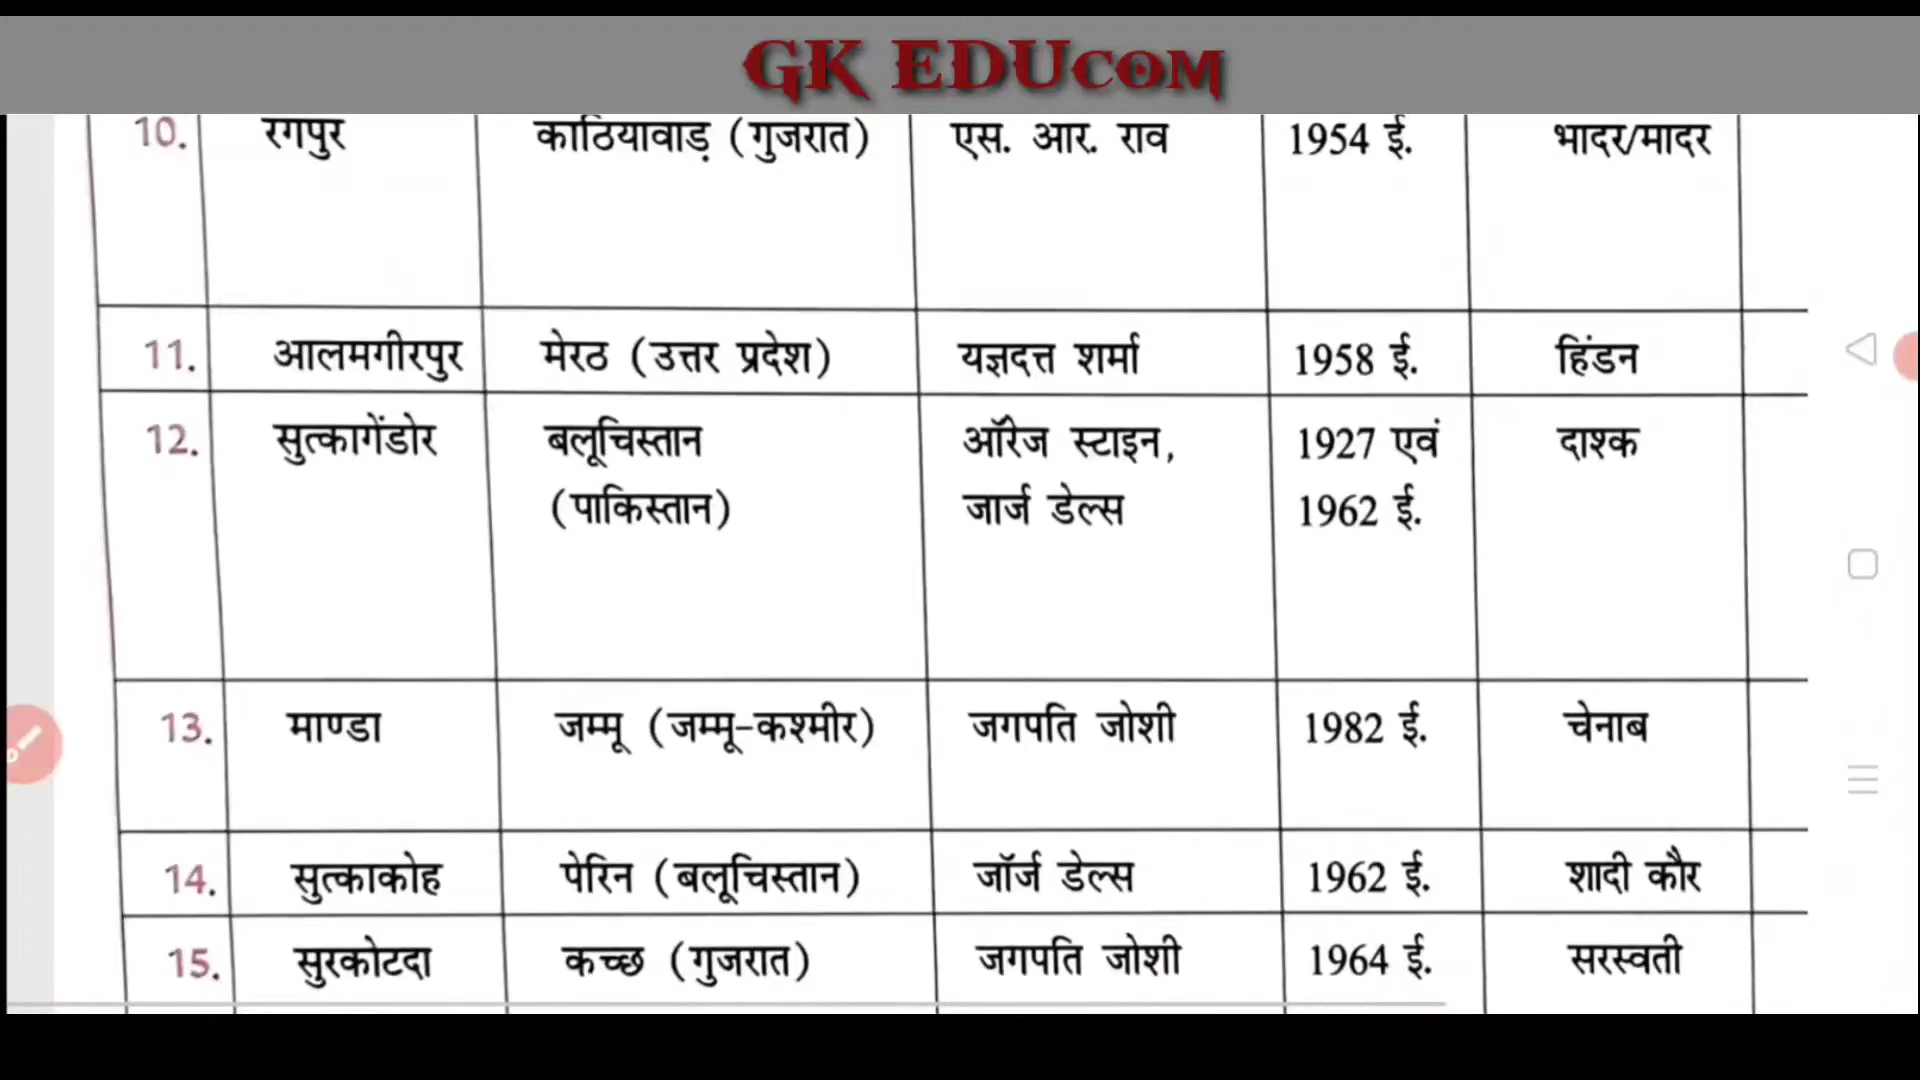 GK EDUCOM
10. रंगपुर काठियावाड़ (गुजरात) एस. आर. राव 1954 ई. भादर/मादर
11. आलमगीरपुर मेरठ (उत्तर प्रदेश) यज्ञदत्त शर्मा 1958 ई. हिंडन
12. सुत्कागेंडोर बलूचिस्तान ऑरेज स्टाइन, 1927 एवं दाश्क
(पाकिस्तान) जार्ज डेल्स 1962 ई.
13. माण्डा जम्मू (जम्मू-कश्मीर) जगपति जोशी 1982 ई. चेनाब
14. सुत्काकोह पेरिन (बलूचिस्तान) जॉर्ज डेल्स 1962 ई. शादी कौर
15. सुरकोटदा कच्छ (गुजरात) जगपति जोशी 1964 ई. सरस्वती